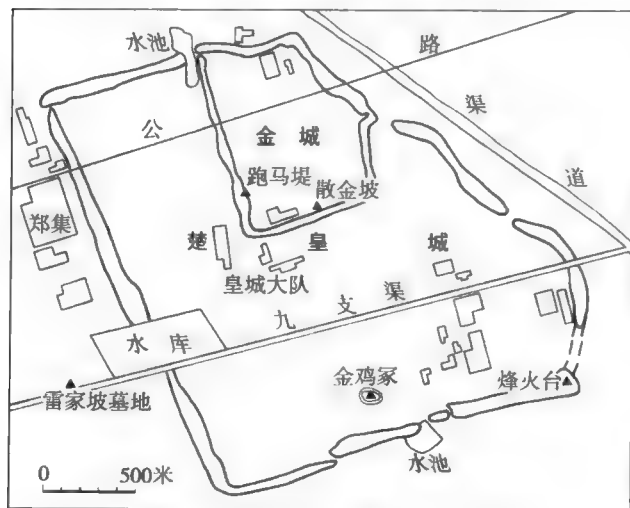 水池
公路
渠道
金城
跑马堤
散金坡
郑集
楚皇城
皇城大队
九支渠
水库
金鸡冢
烽火台
雷家坡墓地
水池
0 500米